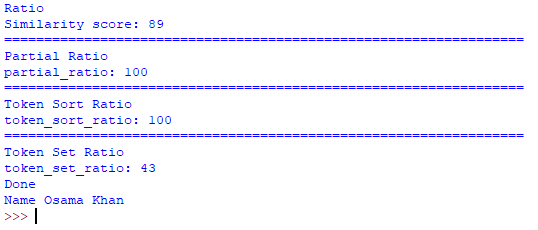 Ratio
Similarity score: 89
=================================================================
Partial Ratio
partial_ratio: 100
=================================================================
Token Sort Ratio
token_sort_ratio: 100
=================================================================
Token Set Ratio
token_set_ratio: 43
Done
Name Osama Khan
>>>